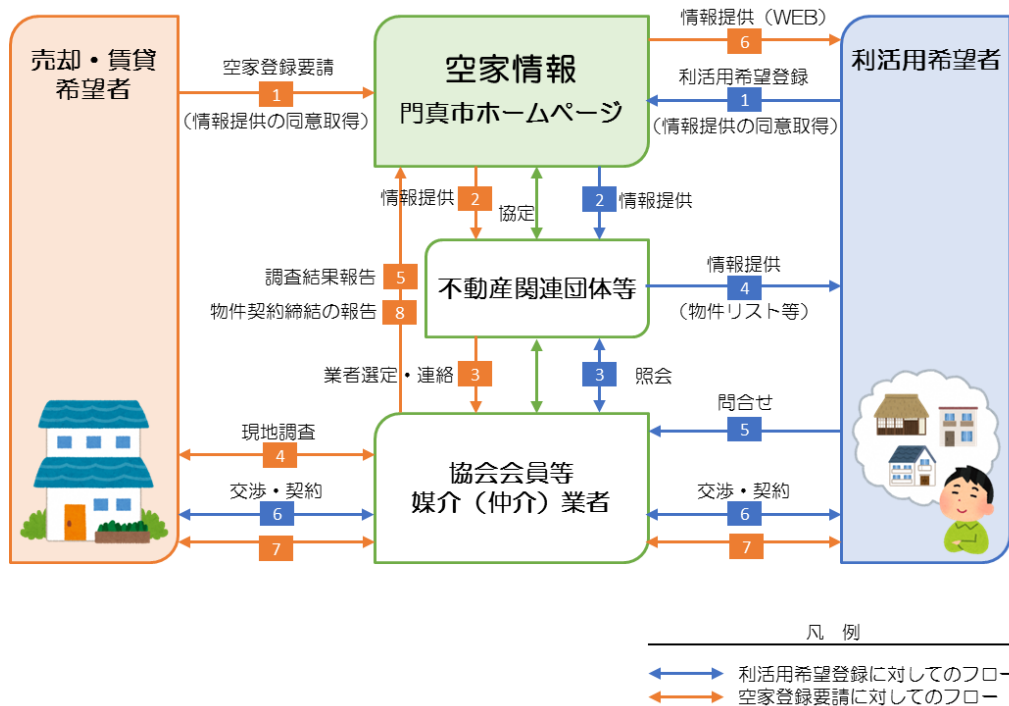 売却・賃貸
希望者
空家登録要請
1
(情報提供の同意取得)
空家情報
門真市ホームページ
情報提供（WEB）
6
利活用希望登録
1
(情報提供の同意取得)
利活用希望者
情報提供
2
協定
2
情報提供
調査結果報告
5
物件契約締結の報告
8
不動産関連団体等
情報提供
4
(物件リスト等)
業者選定・連絡
3
3
照会
現地調査
4
交渉・契約
6
7
協会会員等
媒介（仲介）業者
問合せ
5
交渉・契約
6
7
凡　例
利活用希望登録に対してのフロー
空家登録要請に対してのフロー